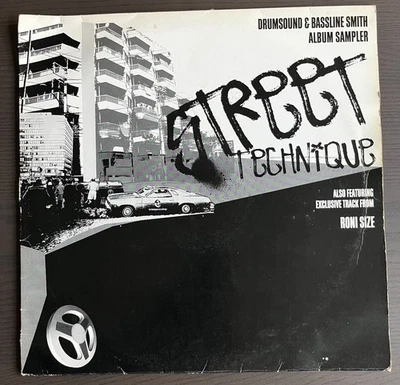 DRUMSOUND & BASSLINE SMITH
ALBUM SAMPLER
STREET
TECHNIQUE
ALSO FEATURING
EXCLUSIVE TRACK FROM
RONI SIZE